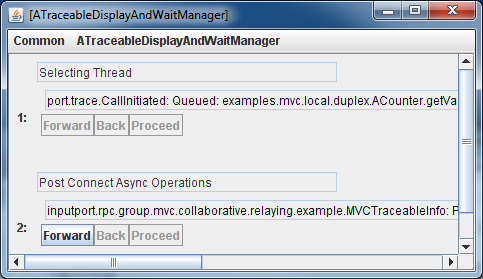 [ATraceableDisplayAndWaitManager]
Common ATraceableDisplayAndWaitManager
Selecting Thread
port.trace.CallInitiated: Queued: examples.mvc.local.duplex.ACounter.getVa
1:
Forward Back Proceed
Post Connect Async Operations
inputport.rpc.group.mvc.collaborative.relaying.example.MVCTraceableInfo: P
2:
Forward Back Proceed